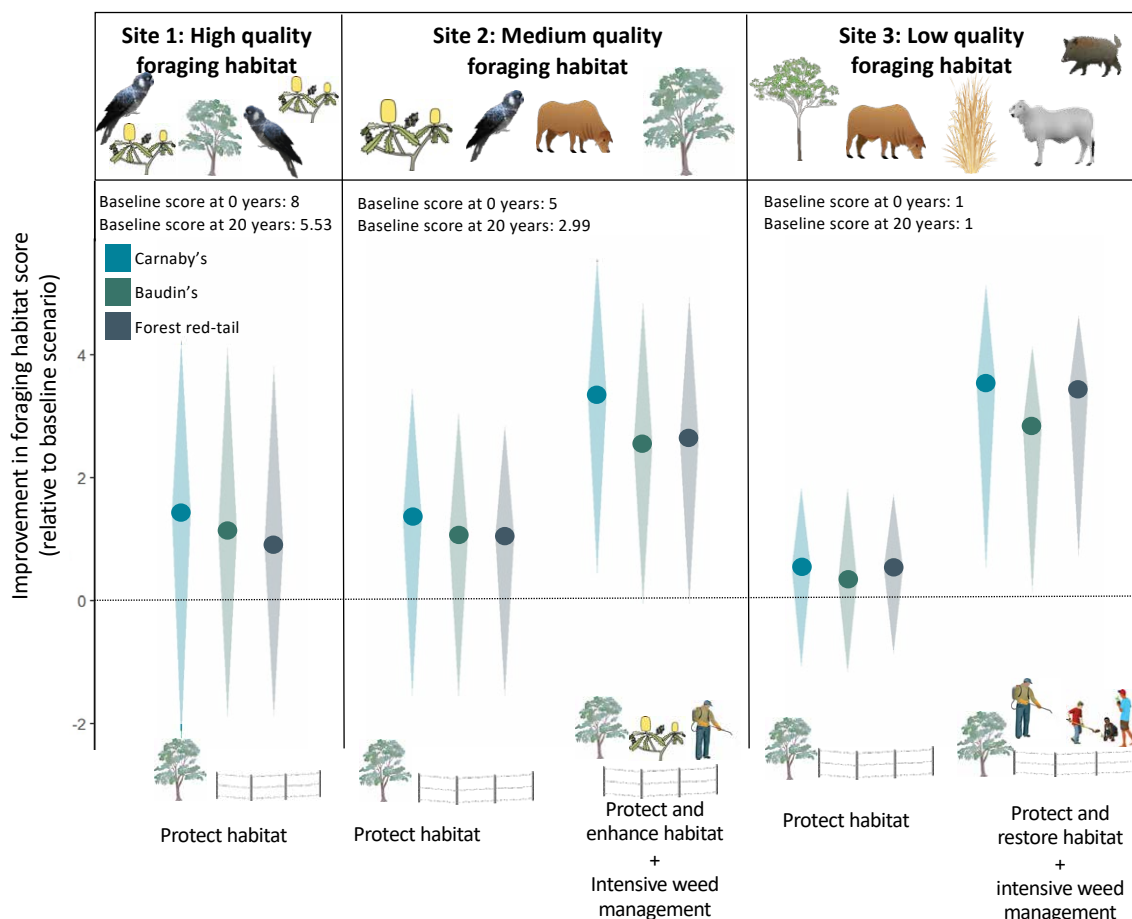 Site 1: High quality
foraging habitat
Site 2: Medium quality
foraging habitat
Site 3: Low quality
foraging habitat
Baseline score at 0 years: 8
Baseline score at 20 years: 5.53
Baseline score at 0 years: 5
Baseline score at 20 years: 2.99
Baseline score at 0 years: 1
Baseline score at 20 years: 1
Carnaby's
Baudin's
Forest red-tail
Improvement in foraging habitat score
(relative to baseline scenario)
4
2
0
-2
Protect habitat
Protect habitat
Protect and
enhance habitat
+
Intensive weed
management
Protect habitat
Protect and
restore habitat
+
intensive weed
management